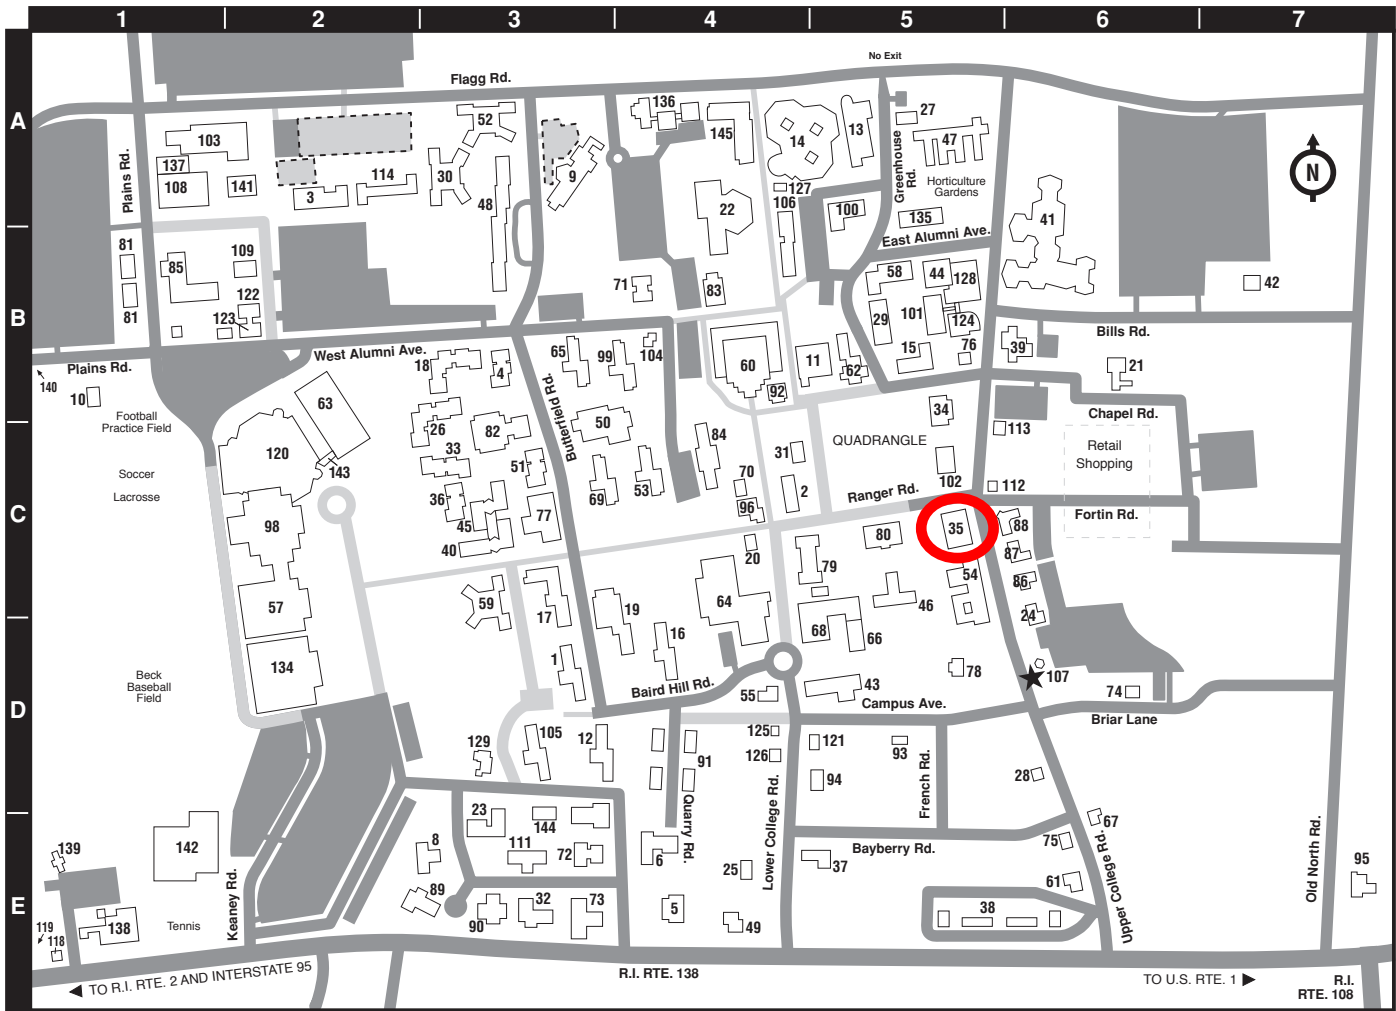 1 2 3 4 5 6 7
No Exit
Flagg Rd.
A
136
52
27
103
145
14
13
47
N
137
Plains Rd.
Greenhouse Rd.
114
30
9
108
141
3
127
Horticulture
Gardens
48
22
106
100
135
41
East Alumni Ave.
81
109
85
58
44
128
71
83
42
122
81
123
B
29
101
124
Bills Rd.
West Alumni Ave.
Plains Rd.
65
99
104
15
76
39
18
4
60
11
62
21
140
10
92
63
Butterfield Rd.
Football
Practice Field
34
Chapel Rd.
26
82
50
84
113
33
QUADRANGLE
Retail
Shopping
120
31
143
51
Soccer
70
102
Lacrosse
36
69
53
2
Ranger Rd.
112
96
C
98
45
77
Fortin Rd.
35
88
80
40
87
20
79
54
86
57
59
17
19
64
46
24
68
66
16
134
1
78
107
Beck
Baseball
Field
Baird Hill Rd.
55
43
74
D
Campus Ave.
Briar Lane
129
105
12
125
121
93
91
126
28
94
French Rd.
Quarry Rd.
Lower College Rd.
23
144
67
139
142
8
111
72
6
75
Bayberry Rd.
Upper College Rd.
Old North Rd.
37
95
25
61
89
Keaney Rd.
E
32
73
5
38
119
138
Tennis
90
49
118
R.I. RTE. 138
TO R.I. RTE. 2 AND INTERSTATE 95
TO U.S. RTE. 1
R.I.
RTE. 108